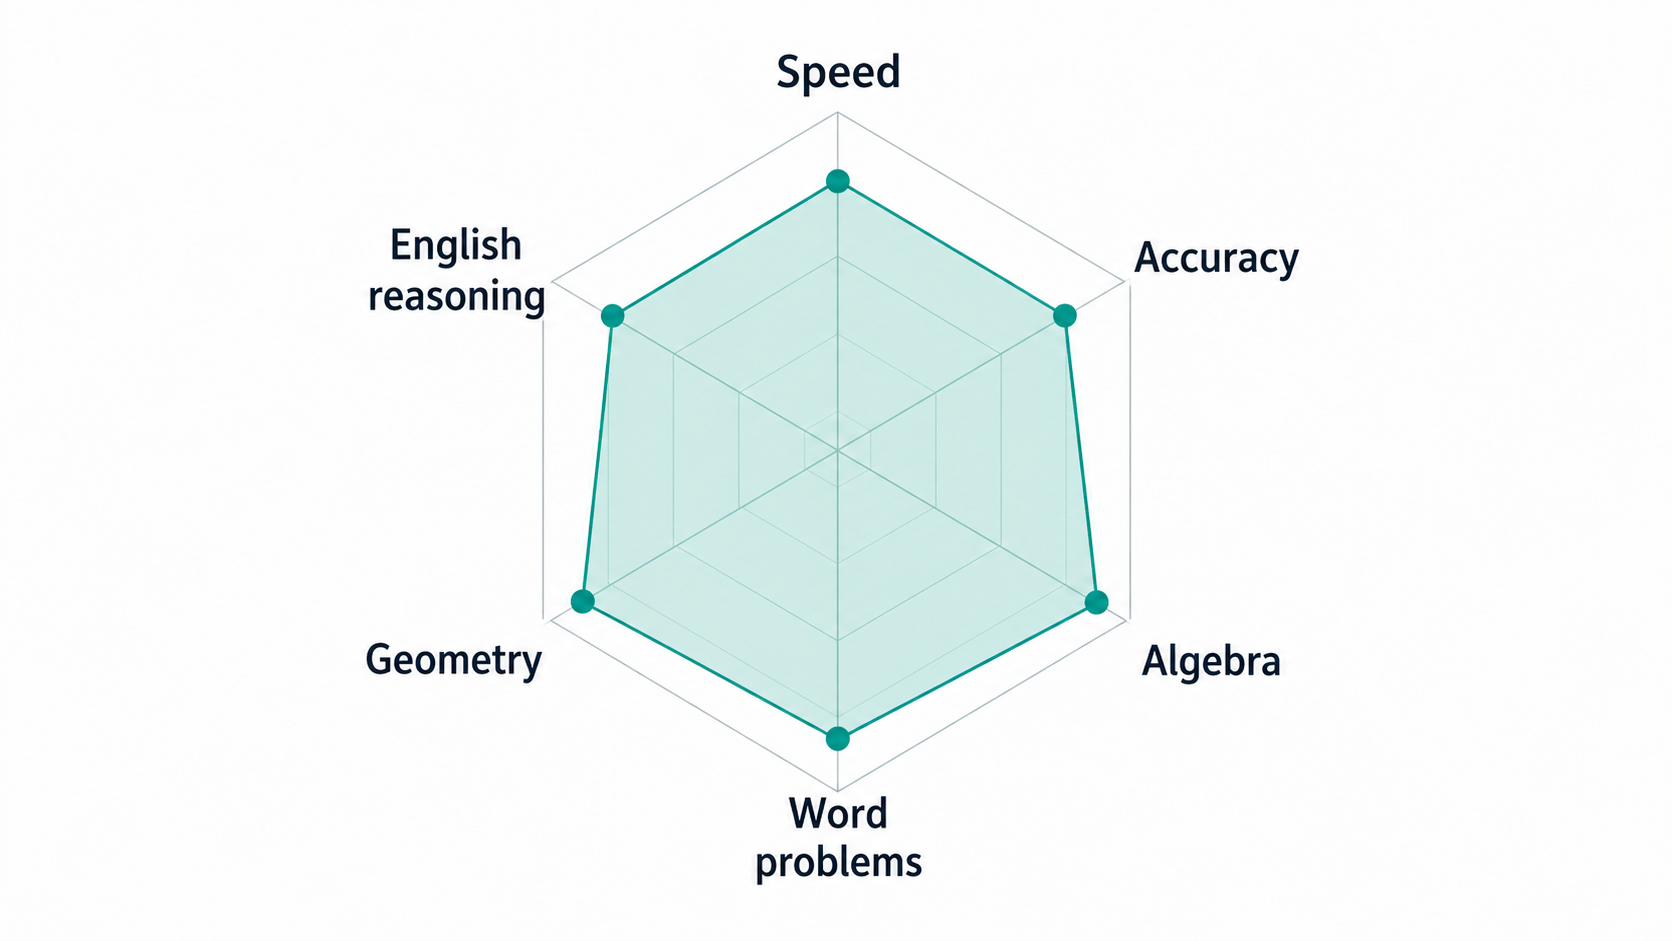 Speed
Accuracy
English
reasoning
Geometry
Algebra
Word
problems